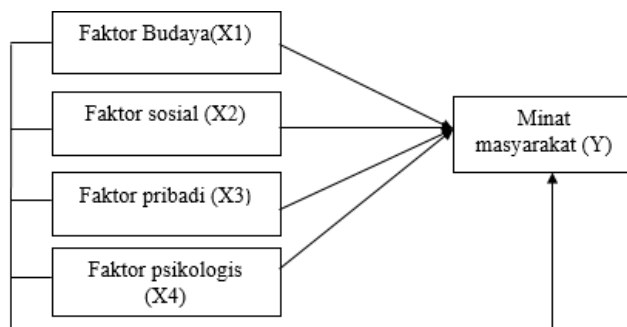 Faktor Budaya(X1)
Faktor sosial (X2)
Minat
masyarakat (Y)
Faktor pribadi (X3)
Faktor psikologis
(X4)